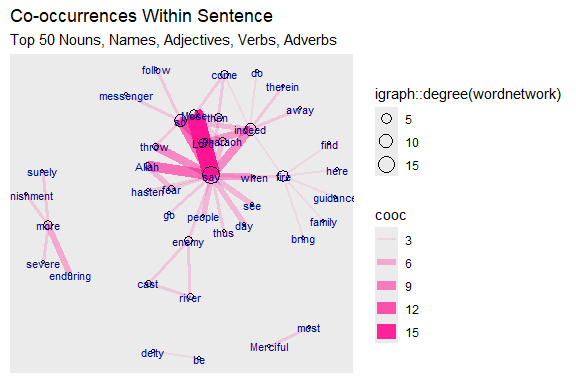 Co-occurrences Within Sentence
Top 50 Nouns, Names, Adjectives, Verbs, Adverbs
follow
come
do
messenger
therein
away
then
indeed
Pharaoh
throw
find
Allah
say
when
fire
here
surely
hasten
fear
guidance
nishment
see
go
people
family
more
thus
day
enemy
bring
severe
enduring
cast
river
most
Merciful
deity
be
igraph::degree(wordnetwork)
5
10
15
cooc
3
6
9
12
15